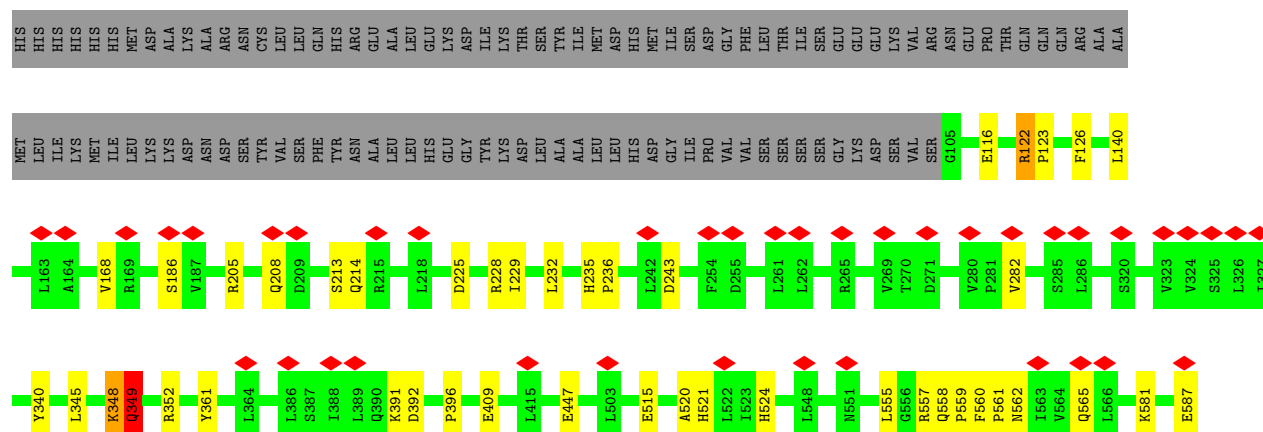 HIS HIS HIS HIS HIS HIS MET ASP ALA LYS ALA ARG ASN CYS LEU LEU GLN HIS ARG GLU ALA LEU GLU LYS ASP ILE LYS THR SER TYR ILE MET ASP HIS MET ILE SER ASP GLY PHE LEU THR ILE SER GLU GLU GLU LYS VAL ARG ASN GLU PRO THR GLN GLN GLN ARG ALA ALA
MET LEU ILE LYS MET ILE LEU LYS LYS ASP ASN ASP SER TYR VAL SER PHE TYR ASN ALA LEU LEU HIS GLU GLY TYR LYS ASP LEU ALA ALA LEU LEU HIS ASP GLY ILE PRO VAL VAL SER SER SER SER GLY LYS ASP SER VAL SER G105 E116 R122 P123 F126 L140
L163 A164 V168 R169 S186 V187 R205 Q208 D209 S213 Q214 R215 L218 D225 R228 I229 L232 H235 P236 L242 D243 F254 D255 L261 L262 R265 V269 T270 D271 V280 P281 V282 S285 L286 S320 V323 V324 S325 L326 L327
Y340 L345 K348 Q349 R352 Y361 L364 L386 S387 I388 L389 Q390 K391 D392 P396 E409 L415 E447 L503 E515 A520 H521 L522 I523 H524 L548 N551 L555 G556 R557 Q558 P559 F560 P561 N562 I563 V564 Q565 L566 K581 E587